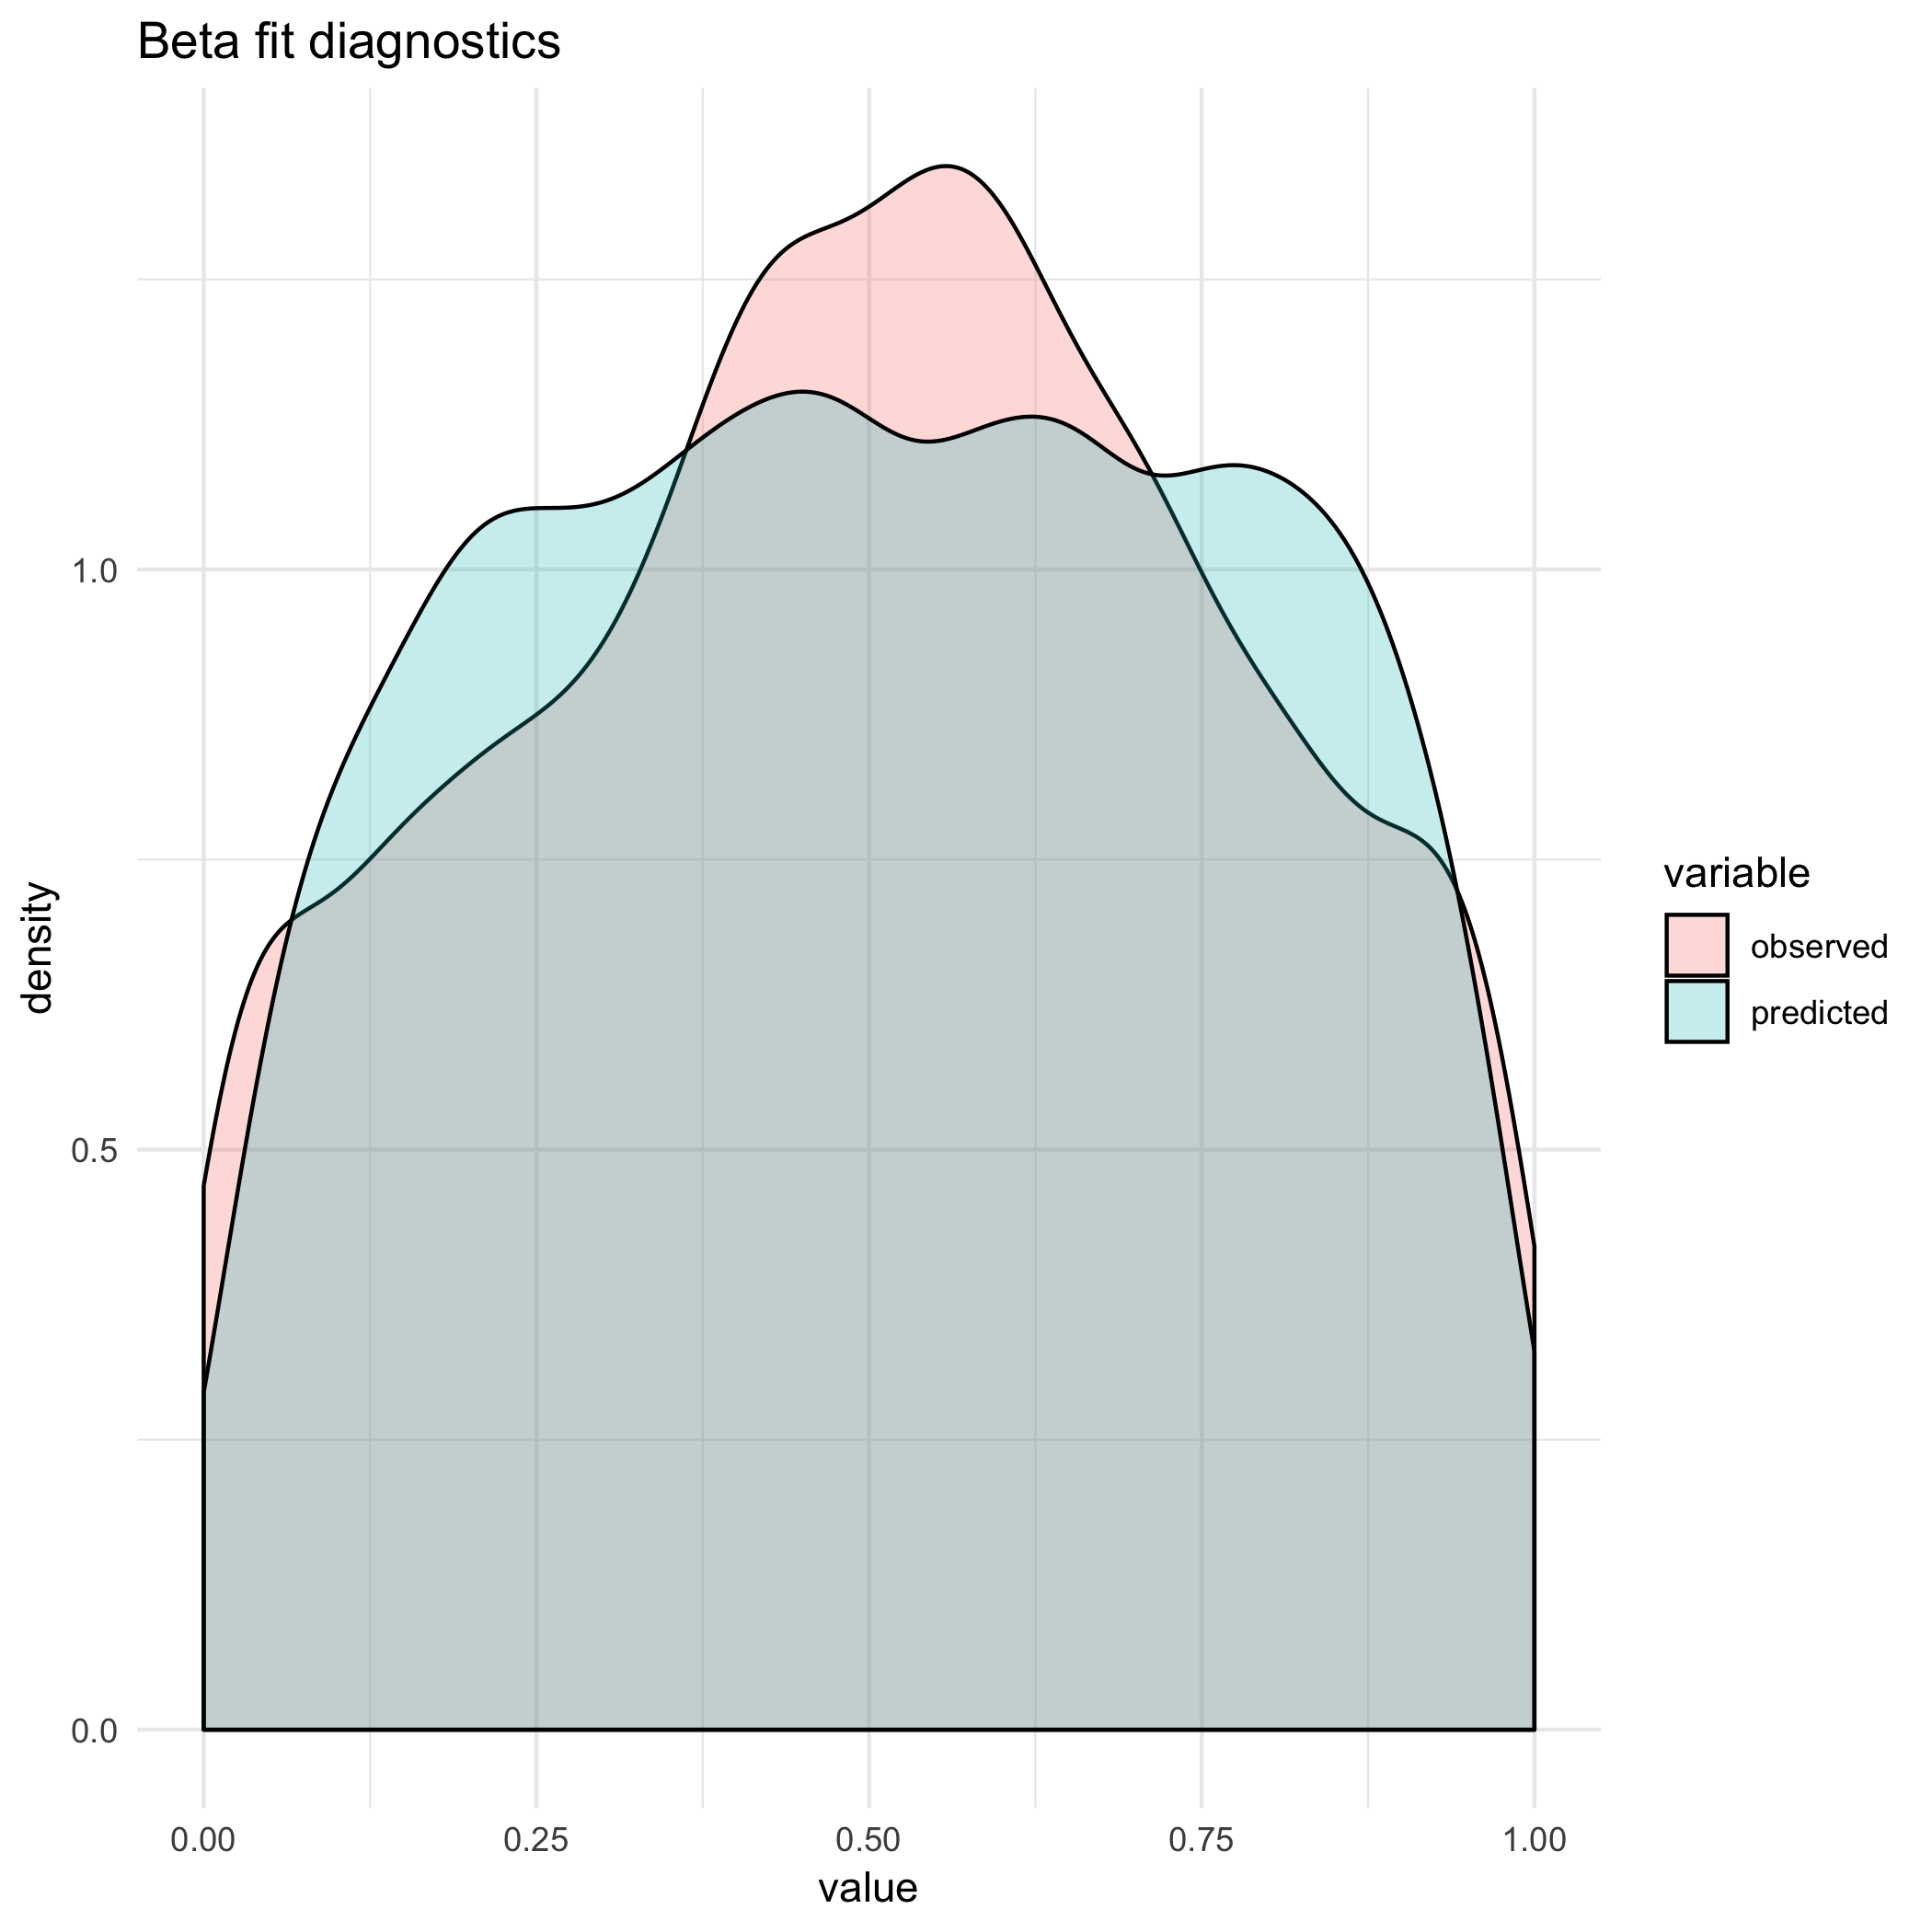 Beta fit diagnostics
1.0
0.5
0.0
density
0.00 0.25 0.50 0.75 1.00
value
variable
observed
predicted